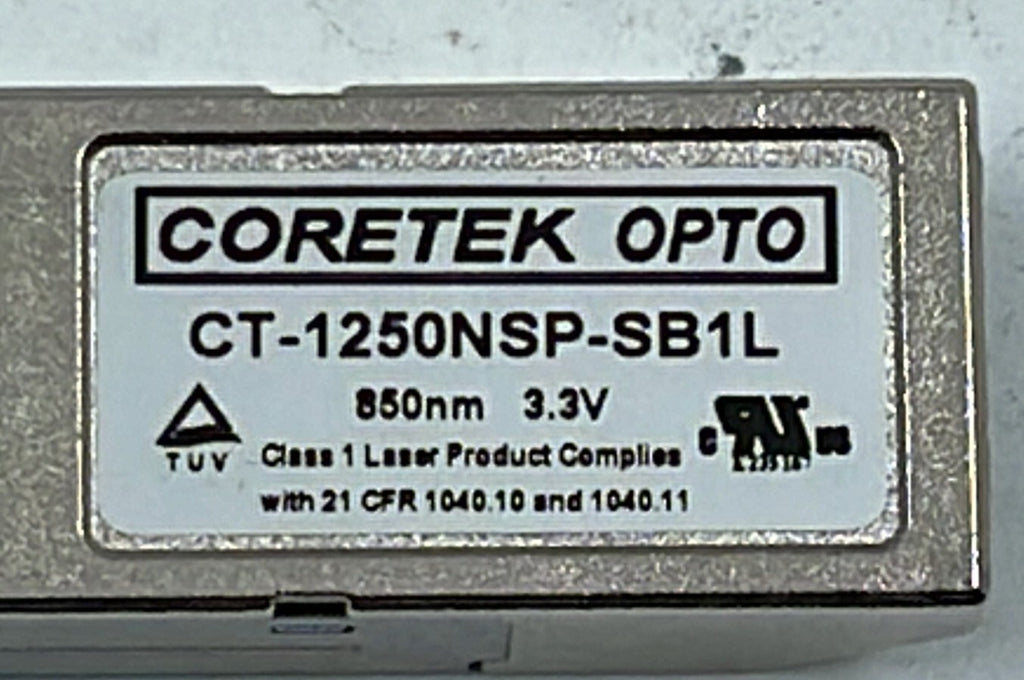 CORETEK OPTO
CT-1250NSP-SB1L
850nm 3.3V
TUV
Class 1 Laser Product Complies
with 21 CFR 1040.10 and 1040.11